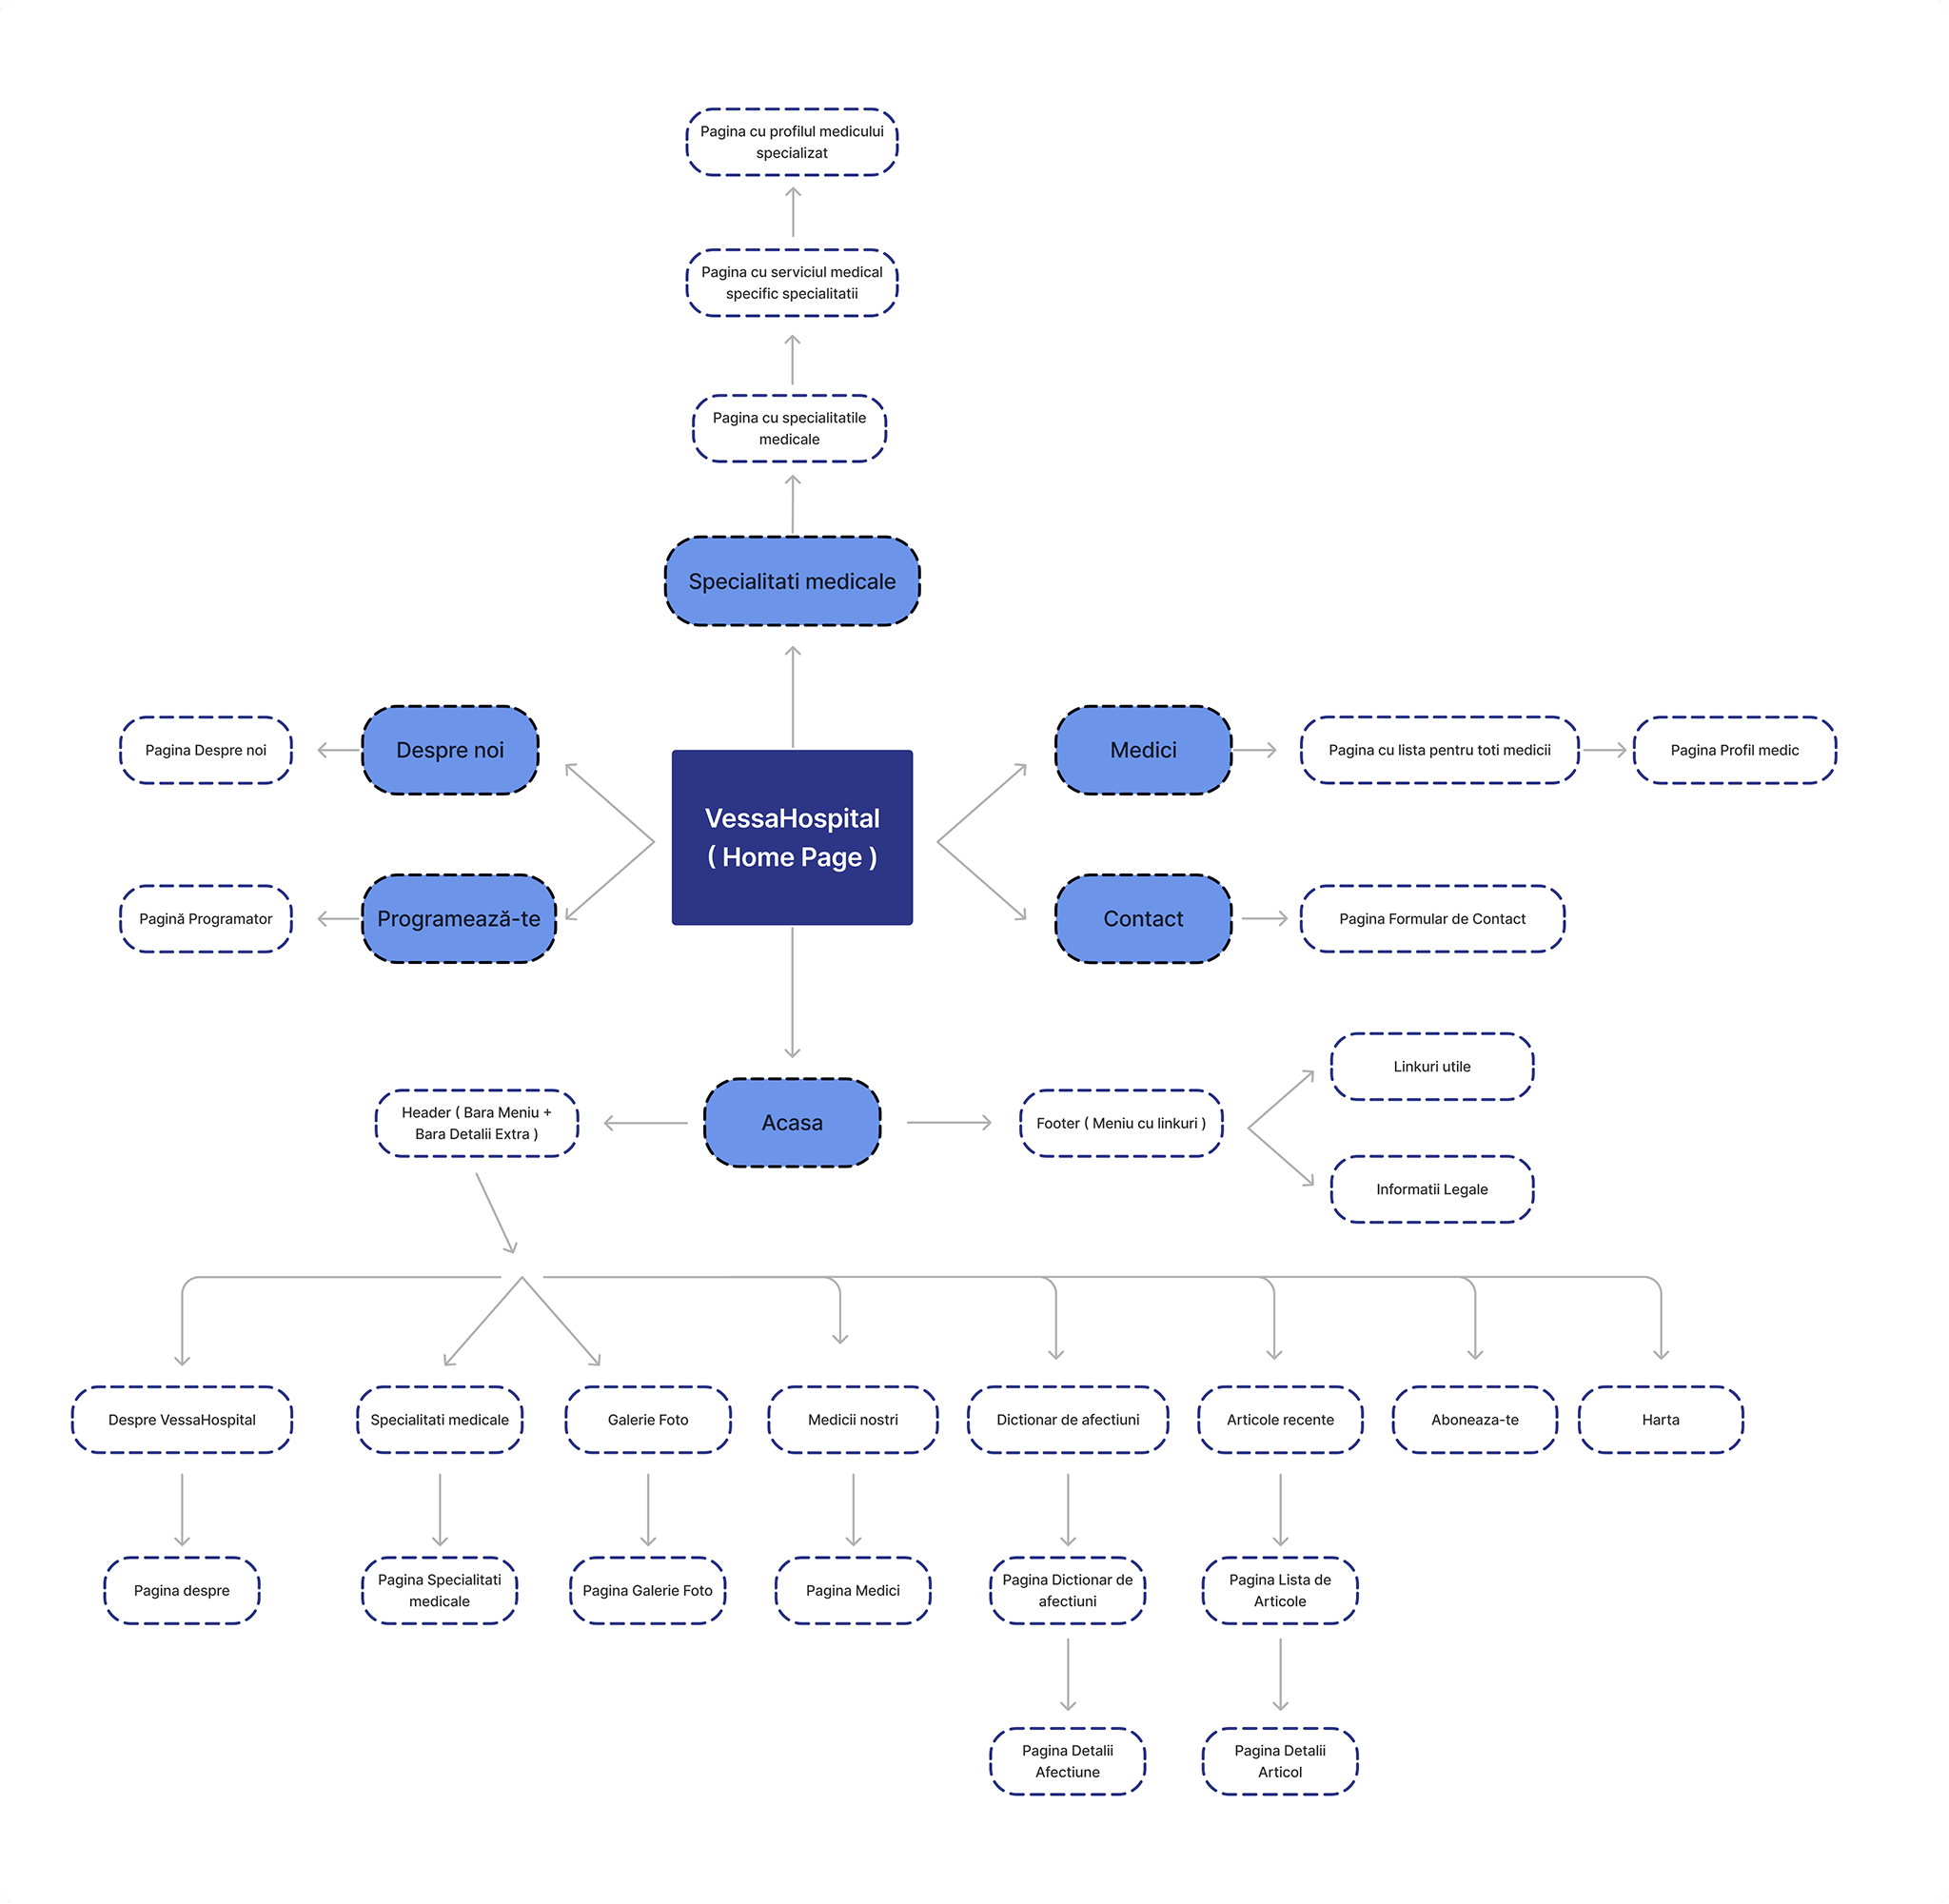 Pagina cu profilul medicului
specializat
Pagina cu serviciul medical
specific specialitatii
Pagina cu specialitatile
medicale
Specialitati medicale
Pagina Despre noi
Despre noi
Medici
Pagina cu lista pentru toti medicii
Pagina Profil medic
VessaHospital
( Home Page )
Pagină Programator
Programează-te
Contact
Pagina Formular de Contact
Linkuri utile
Header ( Bara Meniu +
Bara Detalii Extra )
Acasa
Footer ( Meniu cu linkuri )
Informatii Legale
Despre VessaHospital
Specialitati medicale
Galerie Foto
Medicii nostri
Dictionar de afectiuni
Articole recente
Aboneaza-te
Harta
Pagina despre
Pagina Specialitati
medicale
Pagina Galerie Foto
Pagina Medici
Pagina Dictionar de
afectiuni
Pagina Lista de
Articole
Pagina Detalii
Afectiune
Pagina Detalii
Articol